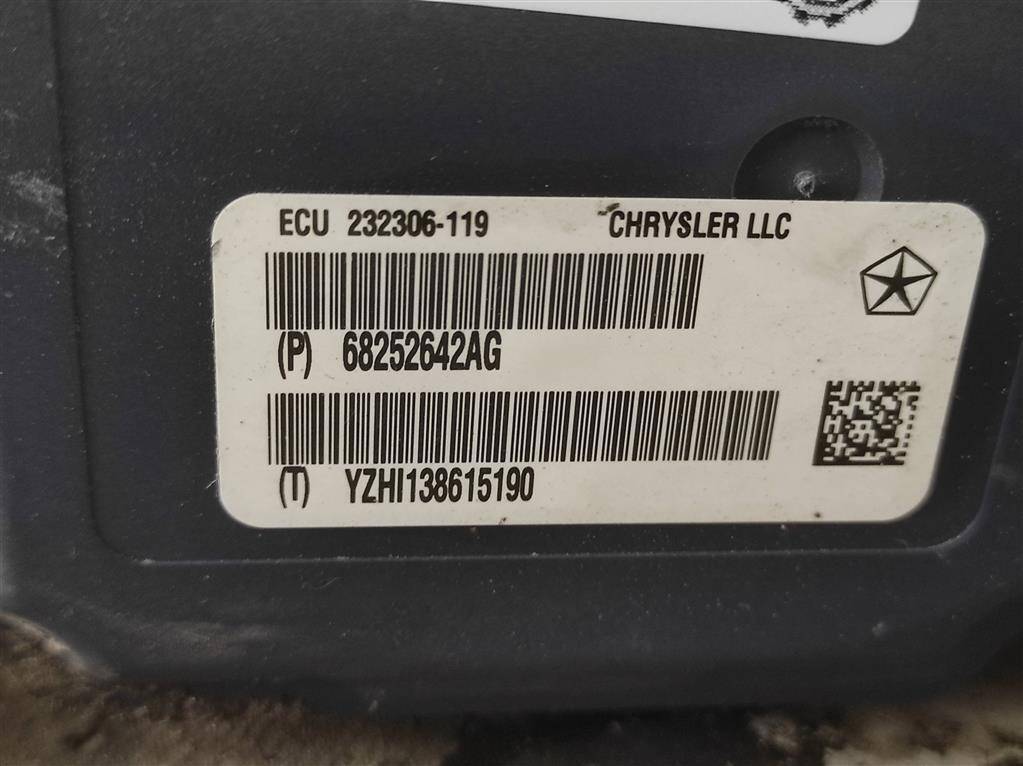 ECU 232306-119 CHRYSLER LLC
(P) 68252642AG
(T) YZHI138615190